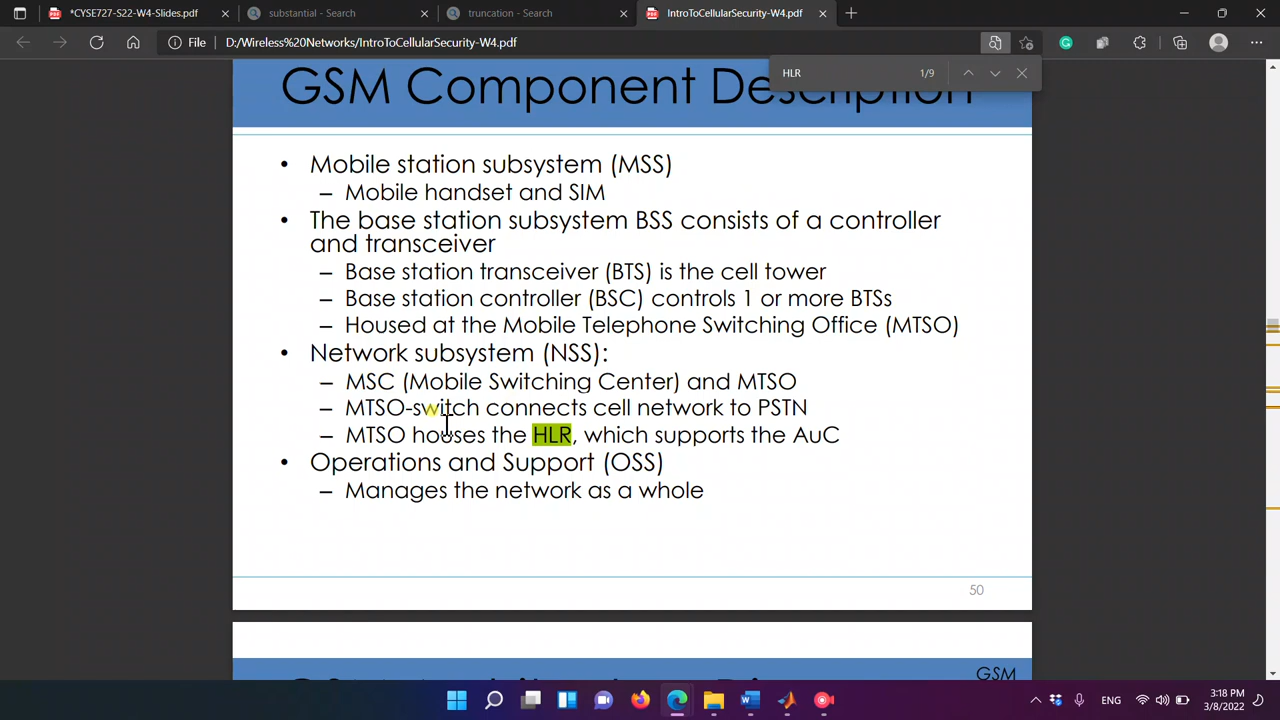 *CYSE727-S22-W4-Slides.pdf
substantial - Search
truncation - Search
IntroToCellularSecurity-W4.pdf
File
D:/Wireless%20Networks/IntroToCellularSecurity-W4.pdf
HLR
1/9
GSM Component Description
• Mobile station subsystem (MSS)
– Mobile handset and SIM
• The base station subsystem BSS consists of a controller
and transceiver
– Base station transceiver (BTS) is the cell tower
– Base station controller (BSC) controls 1 or more BTSs
– Housed at the Mobile Telephone Switching Office (MTSO)
• Network subsystem (NSS):
– MSC (Mobile Switching Center) and MTSO
– MTSO-switch connects cell network to PSTN
– MTSO houses the HLR, which supports the AuC
• Operations and Support (OSS)
– Manages the network as a whole
50
GSM
ENG
3:18 PM
3/8/2022